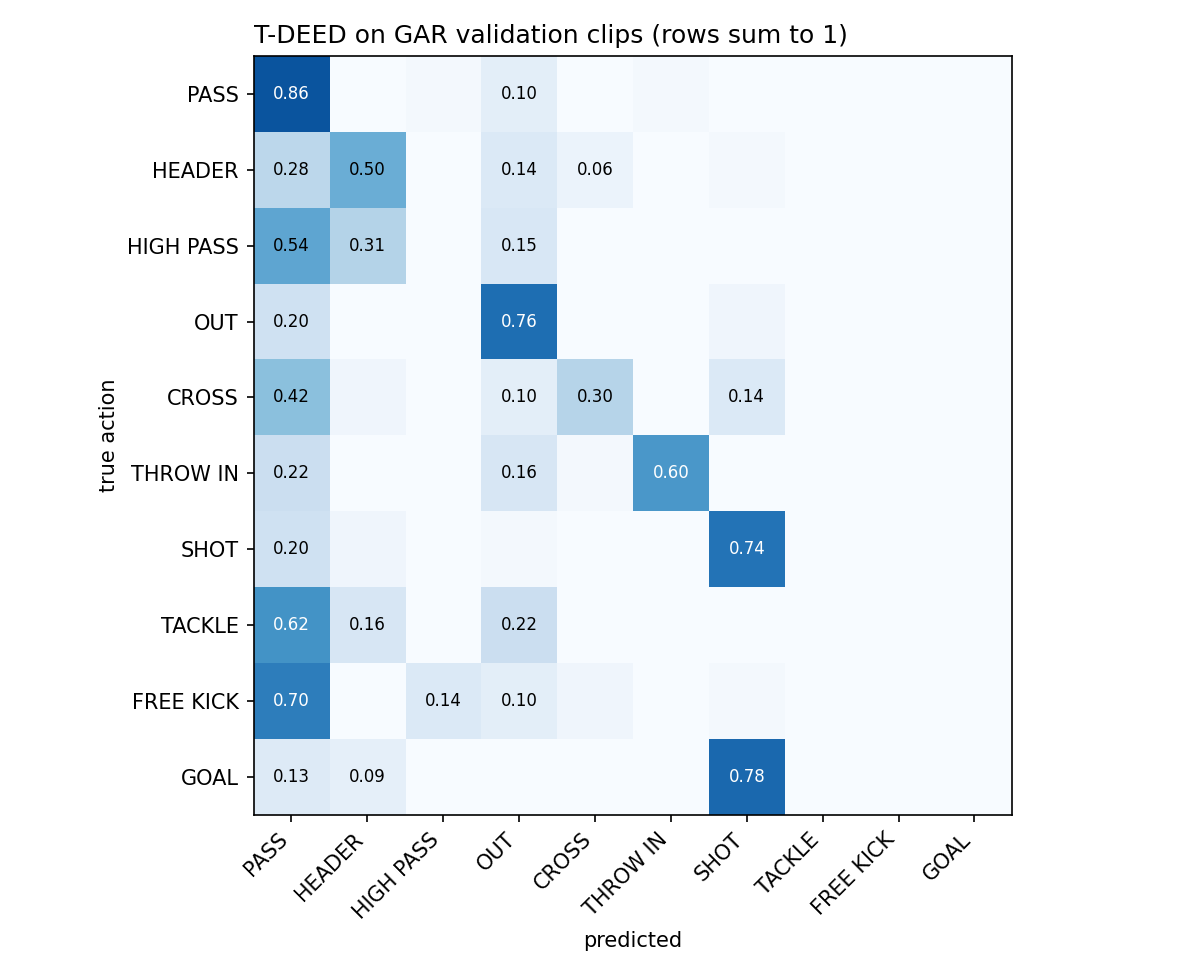 T-DEED on GAR validation clips (rows sum to 1)
PASS 0.86 0.10
HEADER 0.28 0.50 0.14 0.06
HIGH PASS 0.54 0.31 0.15
OUT 0.20 0.76
CROSS 0.42 0.10 0.30 0.14
THROW IN 0.22 0.16 0.60
SHOT 0.20 0.74
TACKLE 0.62 0.16 0.22
FREE KICK 0.70 0.14 0.10
GOAL 0.13 0.09 0.78
true action
PASS HEADER HIGH PASS OUT CROSS THROW IN SHOT TACKLE FREE KICK GOAL
predicted